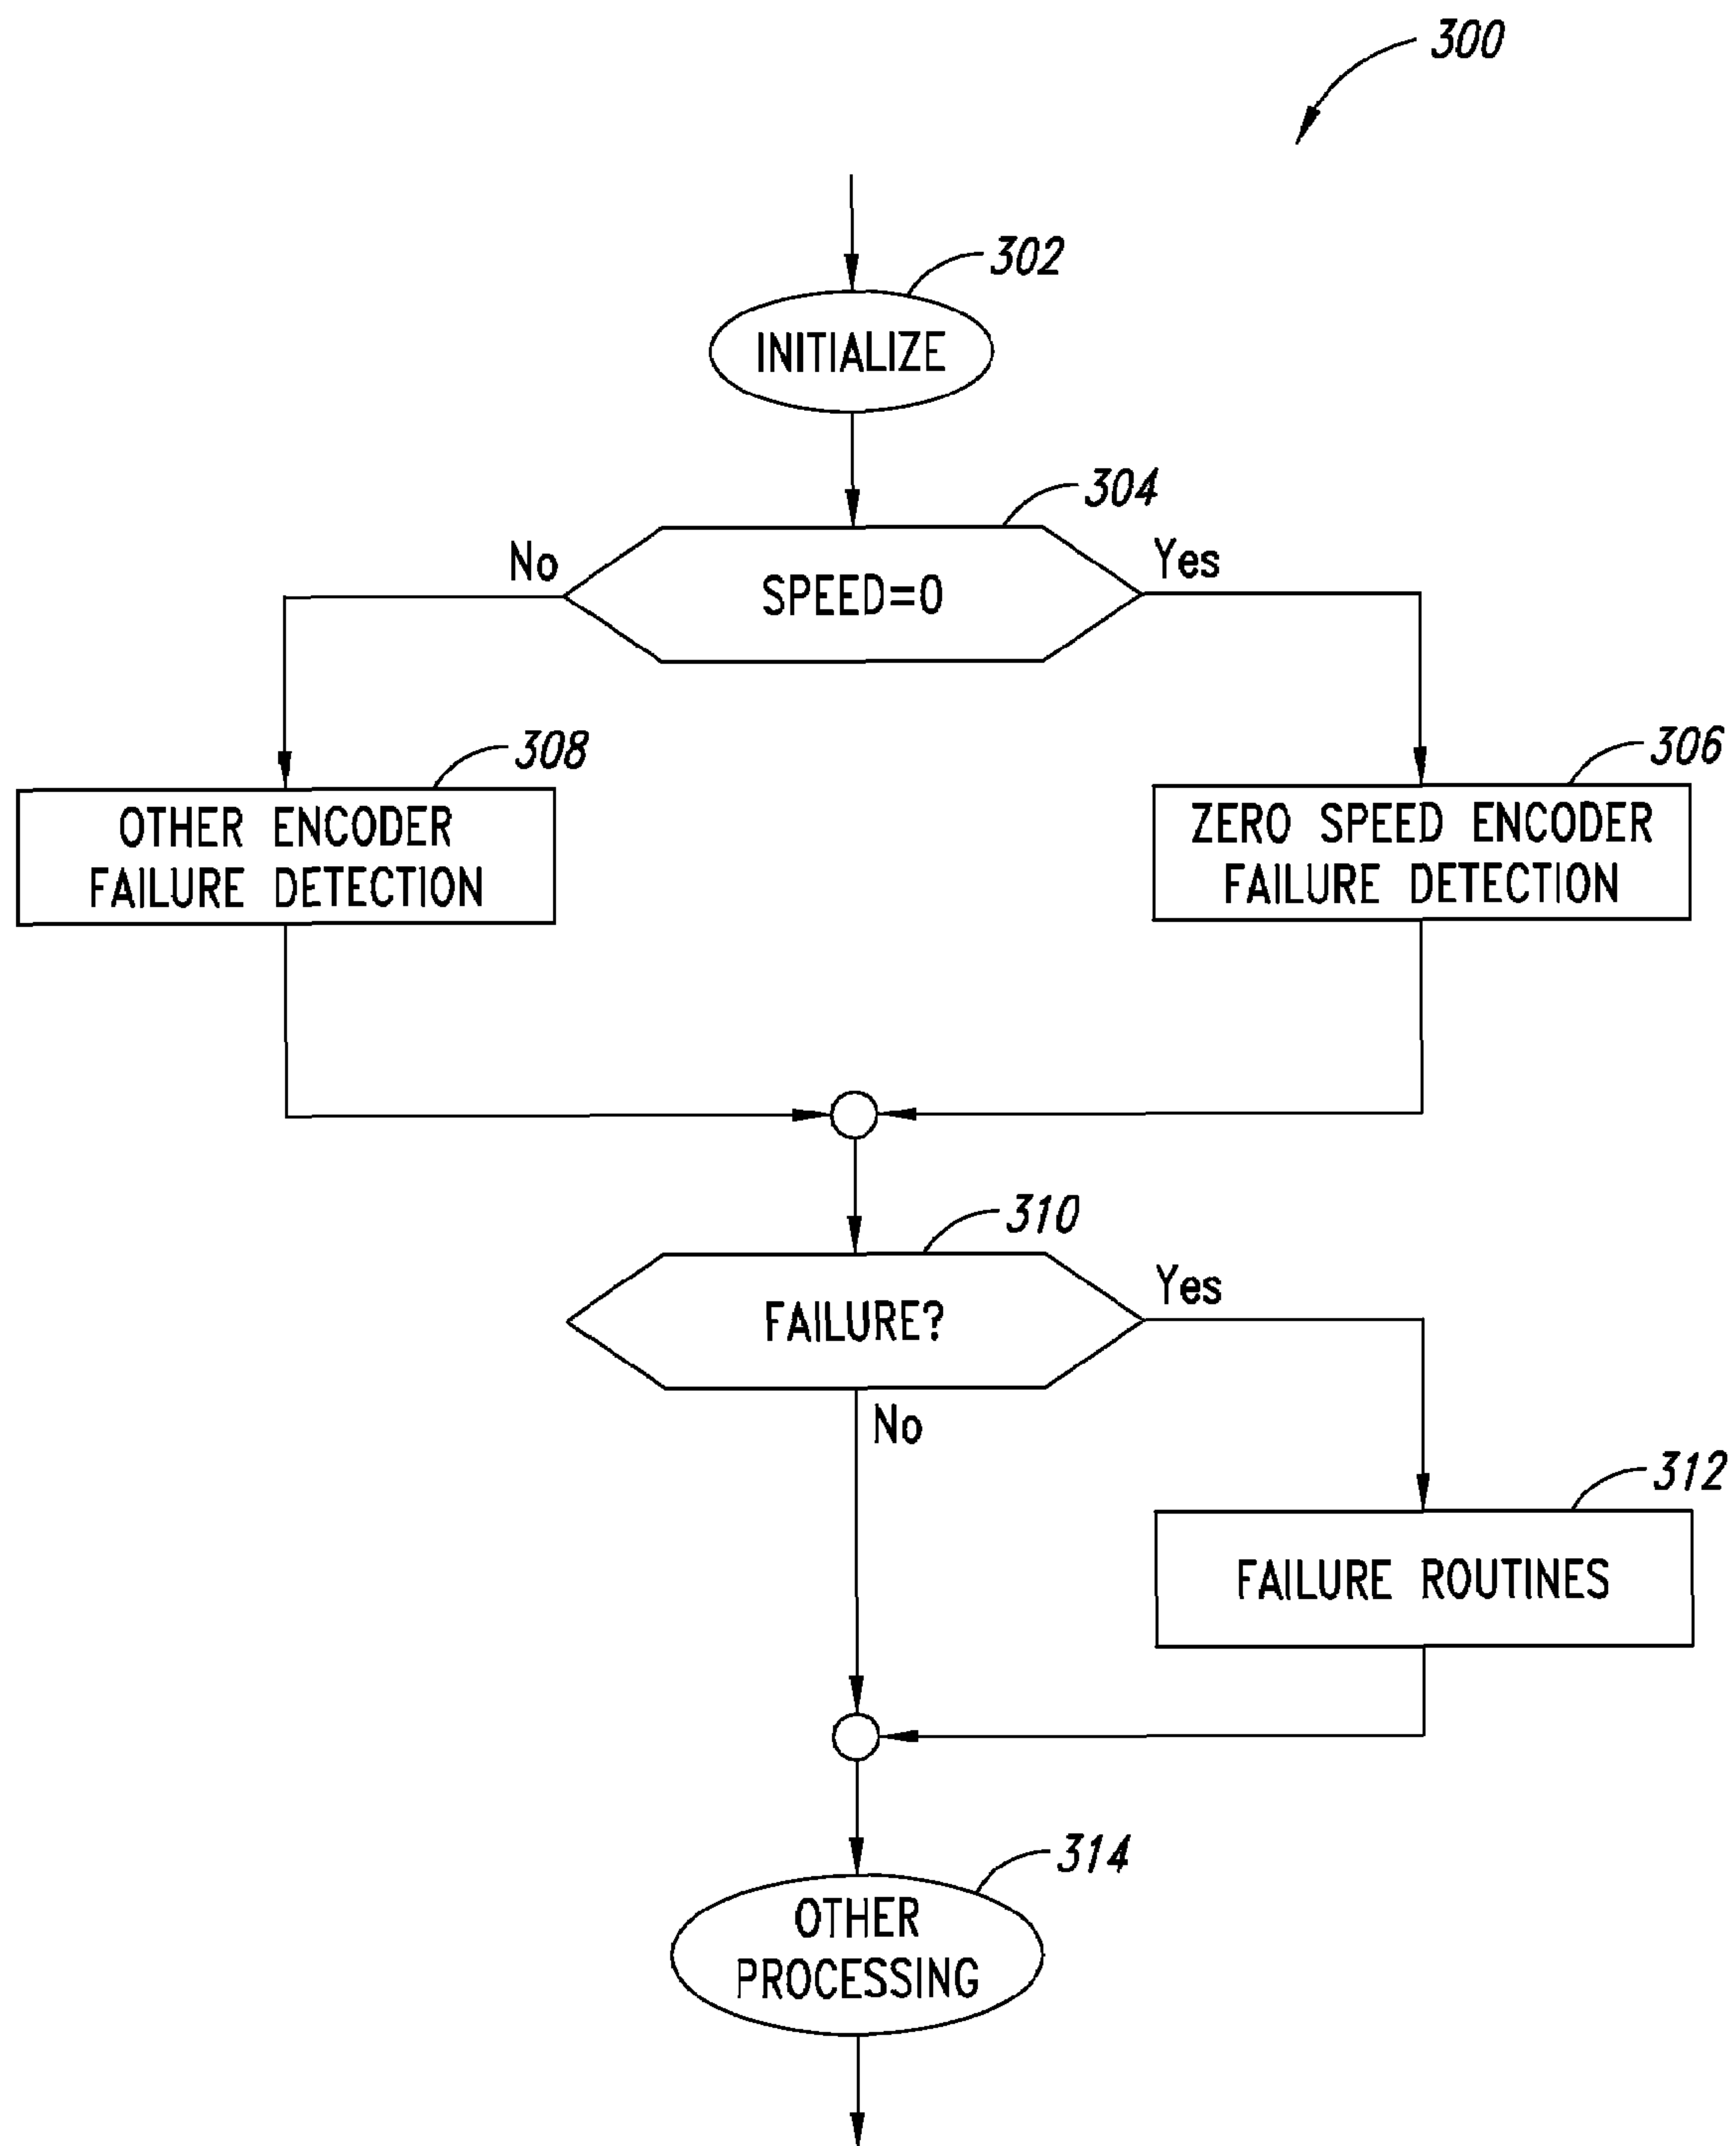 300
302
INITIALIZE
304
No
Yes
SPEED=0
308
306
OTHER ENCODER
FAILURE DETECTION
ZERO SPEED ENCODER
FAILURE DETECTION
310
Yes
FAILURE?
No
312
FAILURE ROUTINES
314
OTHER
PROCESSING